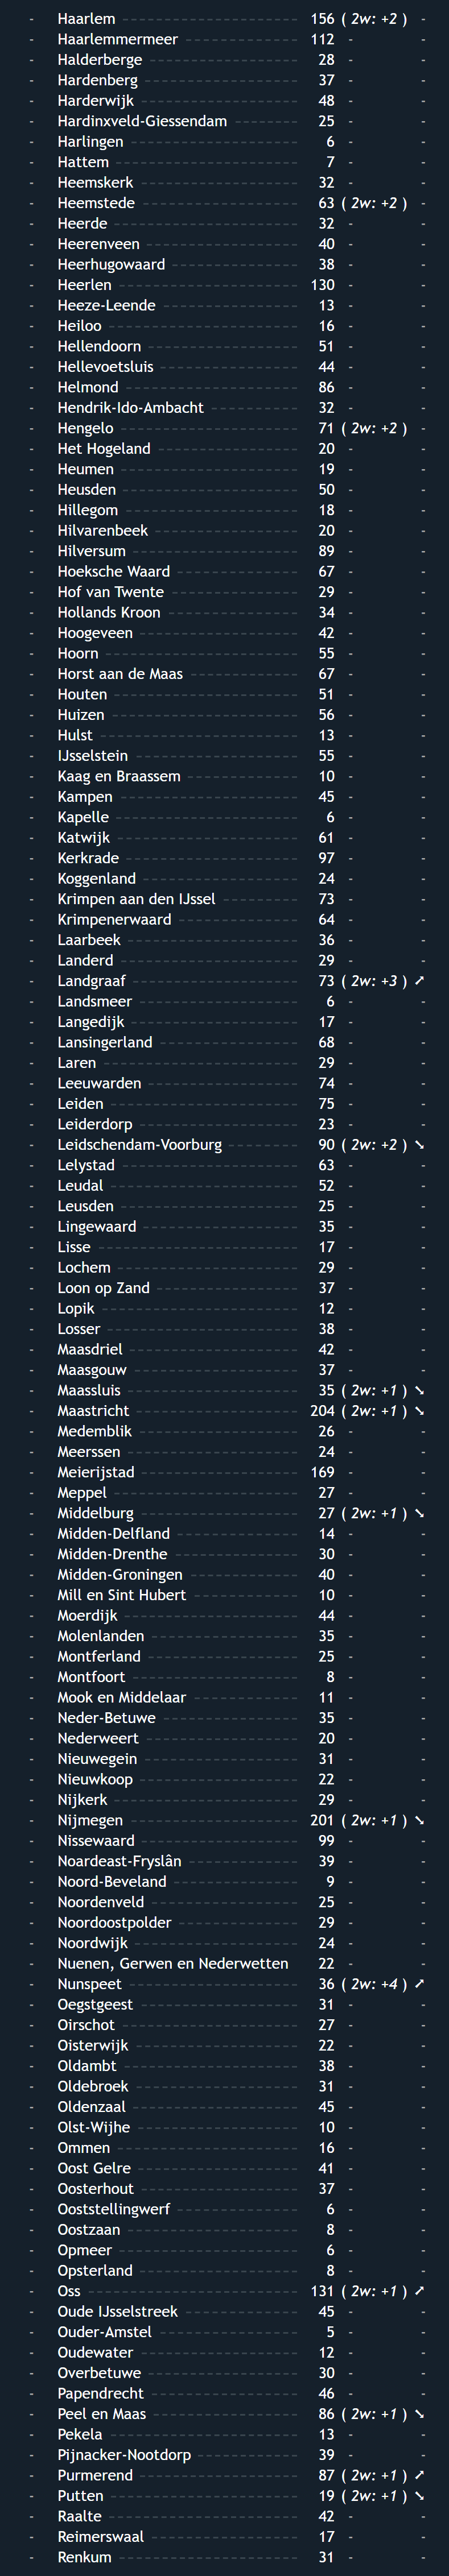 - Haarlem 156 ( 2w: +2 ) -
- Haarlemmermeer 112 - -
- Halderberge 28 - -
- Hardenberg 37 - -
- Harderwijk 48 - -
- Hardinxveld-Giessendam 25 - -
- Harlingen 6 - -
- Hattem 7 - -
- Heemskerk 32 - -
- Heemstede 63 ( 2w: +2 ) -
- Heerde 32 - -
- Heerenveen 40 - -
- Heerhugowaard 38 - -
- Heerlen 130 - -
- Heeze-Leende 13 - -
- Heiloo 16 - -
- Hellendoorn 51 - -
- Hellevoetsluis 44 - -
- Helmond 86 - -
- Hendrik-Ido-Ambacht 32 - -
- Hengelo 71 ( 2w: +2 ) -
- Het Hogeland 20 - -
- Heumen 19 - -
- Heusden 50 - -
- Hillegom 18 - -
- Hilvarenbeek 20 - -
- Hilversum 89 - -
- Hoeksche Waard 67 - -
- Hof van Twente 29 - -
- Hollands Kroon 34 - -
- Hoogeveen 42 - -
- Hoorn 55 - -
- Horst aan de Maas 67 - -
- Houten 51 - -
- Huizen 56 - -
- Hulst 13 - -
- IJsselstein 55 - -
- Kaag en Braassem 10 - -
- Kampen 45 - -
- Kapelle 6 - -
- Katwijk 61 - -
- Kerkrade 97 - -
- Koggenland 24 - -
- Krimpen aan den IJssel 73 - -
- Krimpenerwaard 64 - -
- Laarbeek 36 - -
- Landerd 29 - -
- Landgraaf 73 ( 2w: +3 ) ➚
- Landsmeer 6 - -
- Langedijk 17 - -
- Lansingerland 68 - -
- Laren 29 - -
- Leeuwarden 74 - -
- Leiden 75 - -
- Leiderdorp 23 - -
- Leidschendam-Voorburg 90 ( 2w: +2 ) ➘
- Lelystad 63 - -
- Leudal 52 - -
- Leusden 25 - -
- Lingewaard 35 - -
- Lisse 17 - -
- Lochem 29 - -
- Loon op Zand 37 - -
- Lopik 12 - -
- Losser 38 - -
- Maasdriel 42 - -
- Maasgouw 37 - -
- Maassluis 35 ( 2w: +1 ) ➘
- Maastricht 204 ( 2w: +1 ) ➘
- Medemblik 26 - -
- Meerssen 24 - -
- Meierijstad 169 - -
- Meppel 27 - -
- Middelburg 27 ( 2w: +1 ) ➘
- Midden-Delfland 14 - -
- Midden-Drenthe 30 - -
- Midden-Groningen 40 - -
- Mill en Sint Hubert 10 - -
- Moerdijk 44 - -
- Molenlanden 35 - -
- Montferland 25 - -
- Montfoort 8 - -
- Mook en Middelaar 11 - -
- Neder-Betuwe 35 - -
- Nederweert 20 - -
- Nieuwegein 31 - -
- Nieuwkoop 22 - -
- Nijkerk 29 - -
- Nijmegen 201 ( 2w: +1 ) ➘
- Nissewaard 99 - -
- Noardeast-Fryslân 39 - -
- Noord-Beveland 9 - -
- Noordenveld 25 - -
- Noordoostpolder 29 - -
- Noordwijk 24 - -
- Nuenen, Gerwen en Nederwetten 22 - -
- Nunspeet 36 ( 2w: +4 ) ➚
- Oegstgeest 31 - -
- Oirschot 27 - -
- Oisterwijk 22 - -
- Oldambt 38 - -
- Oldebroek 31 - -
- Oldenzaal 45 - -
- Olst-Wijhe 10 - -
- Ommen 16 - -
- Oost Gelre 41 - -
- Oosterhout 37 - -
- Ooststellingwerf 6 - -
- Oostzaan 8 - -
- Opmeer 6 - -
- Opsterland 8 - -
- Oss 131 ( 2w: +1 ) ➚
- Oude IJsselstreek 45 - -
- Ouder-Amstel 5 - -
- Oudewater 12 - -
- Overbetuwe 30 - -
- Papendrecht 46 - -
- Peel en Maas 86 ( 2w: +1 ) ➘
- Pekela 13 - -
- Pijnacker-Nootdorp 39 - -
- Purmerend 87 ( 2w: +1 ) ➚
- Putten 19 ( 2w: +1 ) ➘
- Raalte 42 - -
- Reimerswaal 17 - -
- Renkum 31 - -